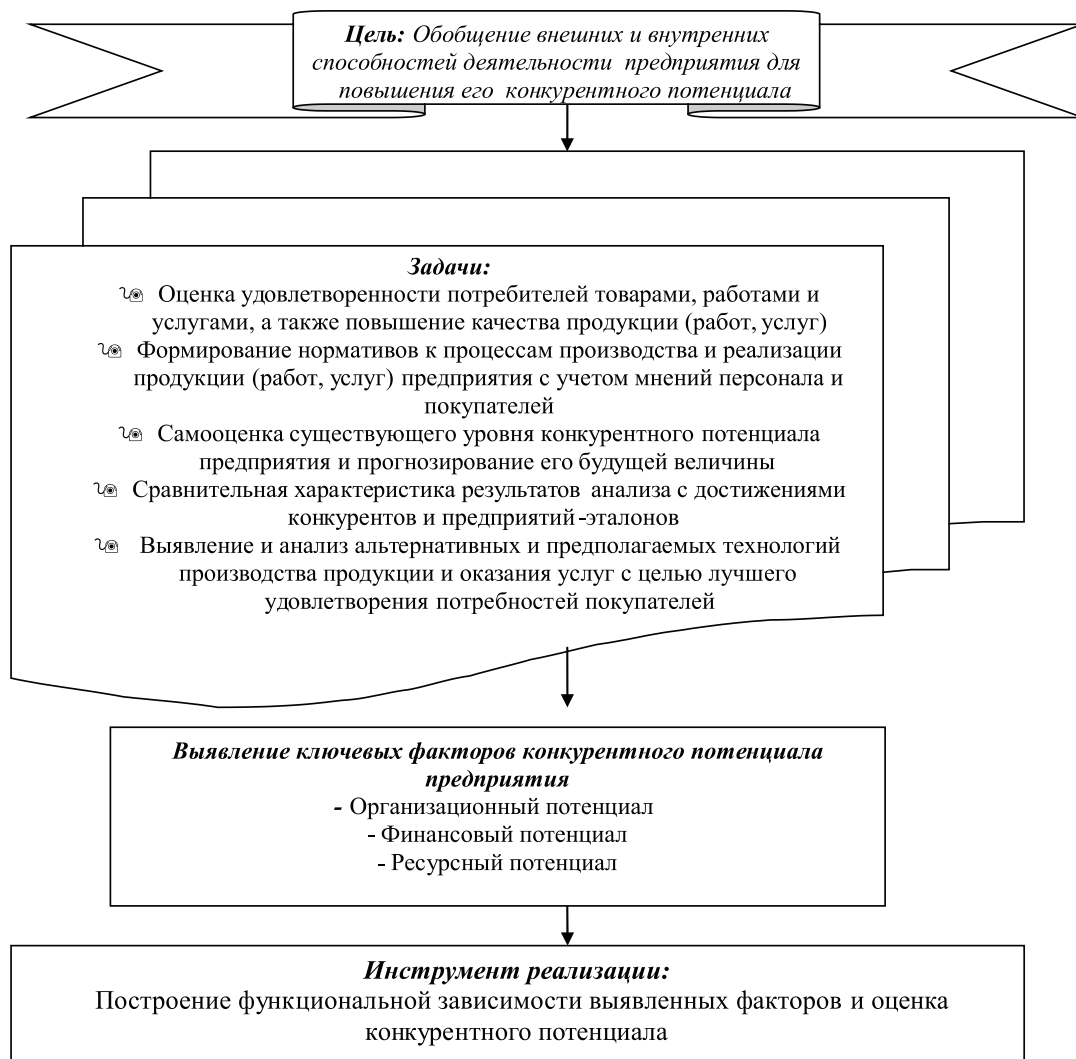 Цель: Обобщение внешних и внутренних
способностей деятельности предприятия для
повышения его конкурентного потенциала
Задачи:
Оценка удовлетворенности потребителей товарами, работами и
услугами, а также повышение качества продукции (работ, услуг)
Формирование нормативов к процессам производства и реализации
продукции (работ, услуг) предприятия с учетом мнений персонала и
покупателей
Самооценка существующего уровня конкурентного потенциала
предприятия и прогнозирование его будущей величины
Сравнительная характеристика результатов анализа с достижениями
конкурентов и предприятий-эталонов
Выявление и анализ альтернативных и предполагаемых технологий
производства продукции и оказания услуг с целью лучшего
удовлетворения потребностей покупателей
Выявление ключевых факторов конкурентного потенциала
предприятия
- Организационный потенциал
- Финансовый потенциал
- Ресурсный потенциал
Инструмент реализации:
Построение функциональной зависимости выявленных факторов и оценка
конкурентного потенциала